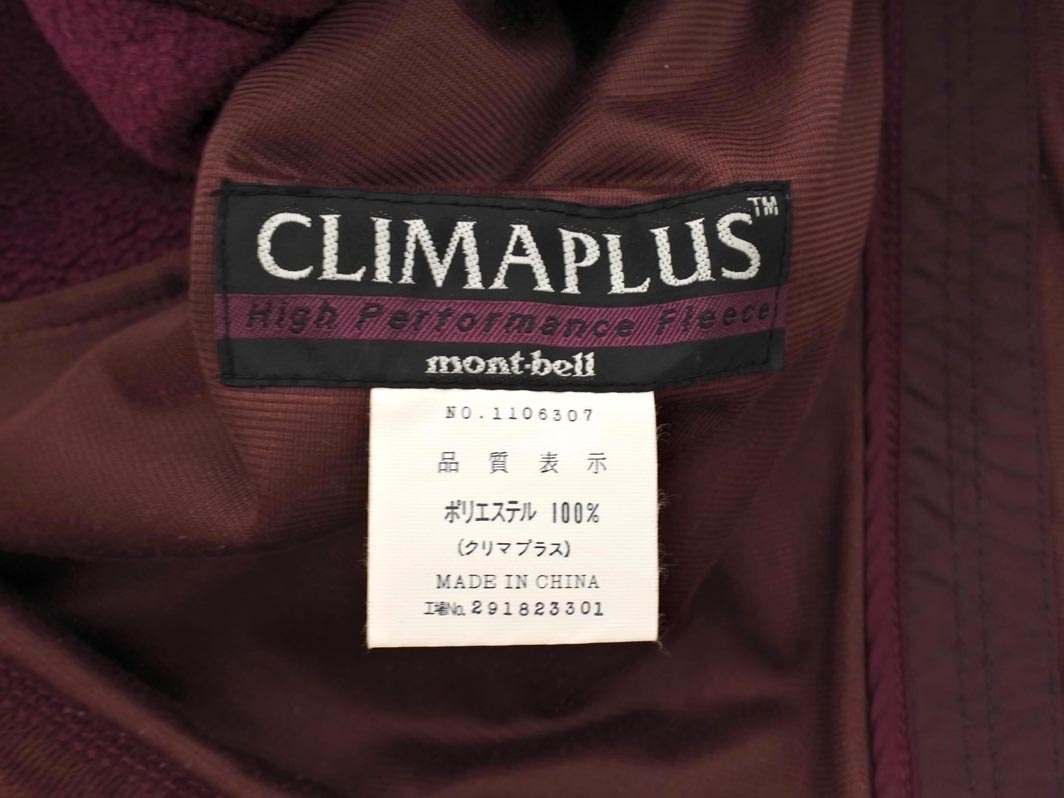 CLIMAPLUS™
High Performance Fleece
mont·bell
NO.1106307
品質表示
ポリエステル 100%
(クリマプラス)
MADE IN CHINA
工場No.291823301